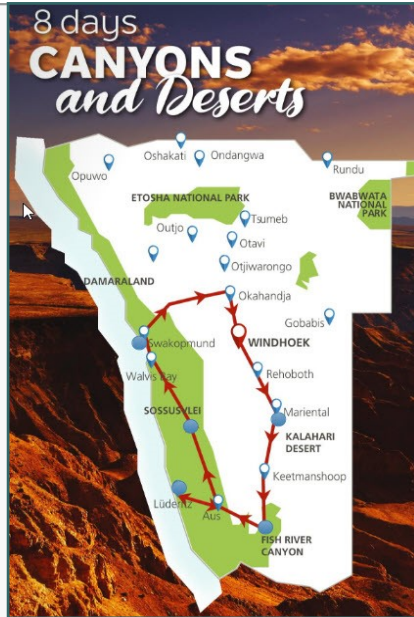 8 days
CANYONS
and Deserts
Oshakati
Ondangwa
Opuwo
Rundu
ETOSHA NATIONAL PARK
BWABWATA
NATIONAL
PARK
Tsumeb
Outjo
Otavi
Otjiwarongo
DAMARALAND
Okahandja
Gobabis
Swakopmund
WINDHOEK
Walvis Bay
Rehoboth
SOSSUSVLEI
Mariental
KALAHARI
DESERT
Keetmanshoop
Lüderitz
Aus
FISH RIVER
CANYON